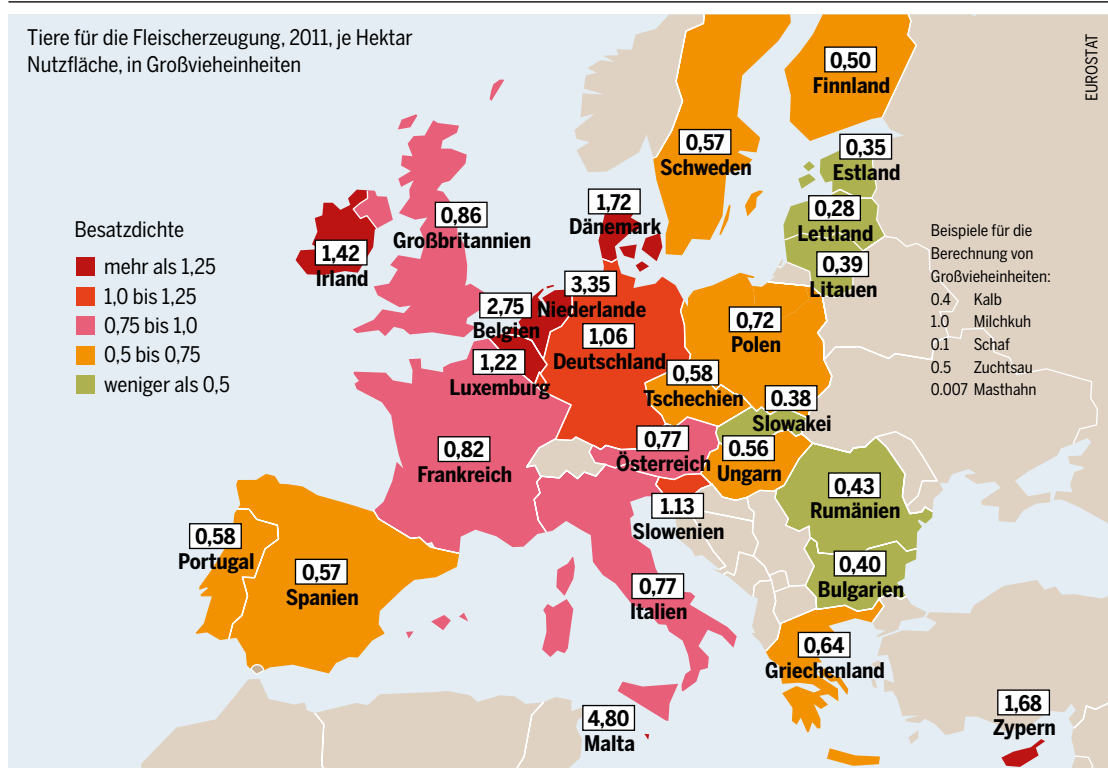 Tiere für die Fleischerzeugung, 2011, je Hektar
Nutzfläche, in Großvieheinheiten
EUROSTAT
Besatzdichte
mehr als 1,25
1,0 bis 1,25
0,75 bis 1,0
0,5 bis 0,75
weniger als 0,5
0,50
Finnland
0,57
Schweden
0,35
Estland
0,28
Lettland
0,39
Litauen
1,72
Dänemark
0,86
Großbritannien
1,42
Irland
3,35
Niederlande
2,75
Belgien
1,22
Luxemburg
1,06
Deutschland
0,72
Polen
0,58
Tschechien
0.38
Slowakei
0,77
Österreich
0.56
Ungarn
0,82
Frankreich
1.13
Slowenien
0,43
Rumänien
0,40
Bulgarien
0,58
Portugal
0,57
Spanien
0,77
Italien
0,64
Griechenland
4,80
Malta
1,68
Zypern
Beispiele für die
Berechnung von
Großvieheinheiten:
0.4 Kalb
1.0 Milchkuh
0.1 Schaf
0.5 Zuchtsau
0.007 Masthahn